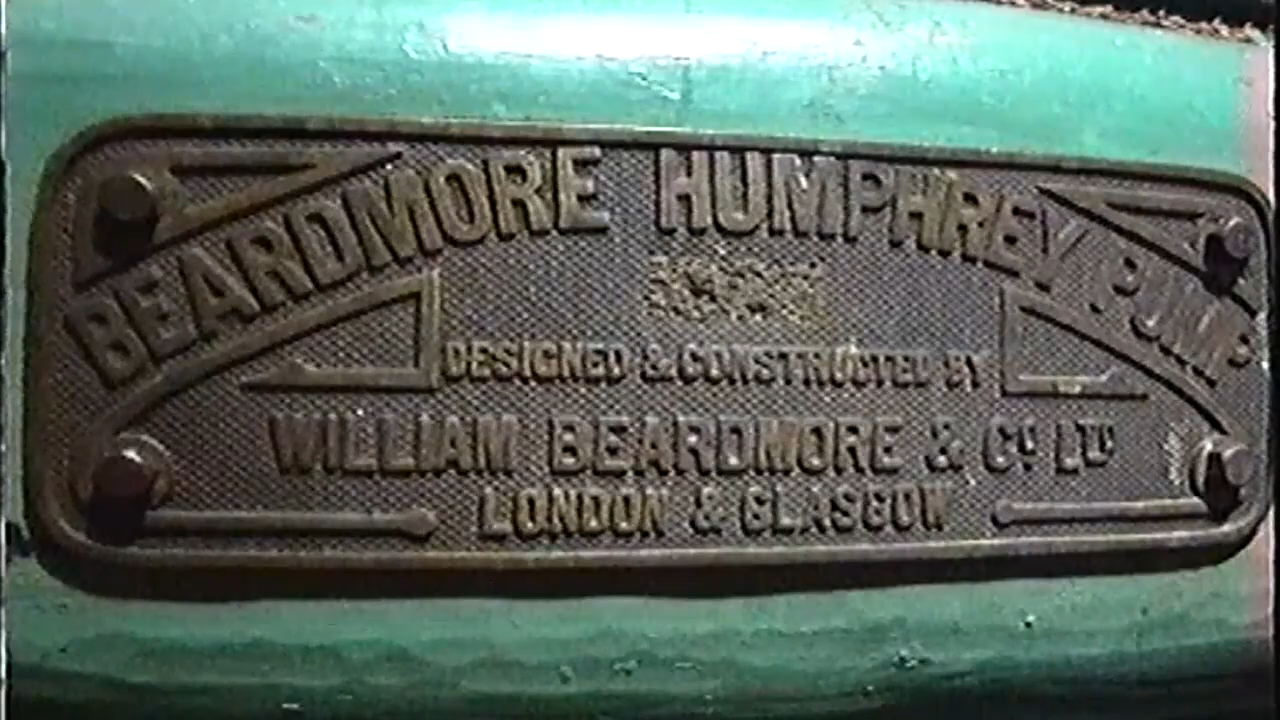 BEARDMORE HUMPHREY PUMP
DESIGNED & CONSTRUCTED BY
WILLIAM BEARDMORE & Cº LTD
LONDON & GLASGOW